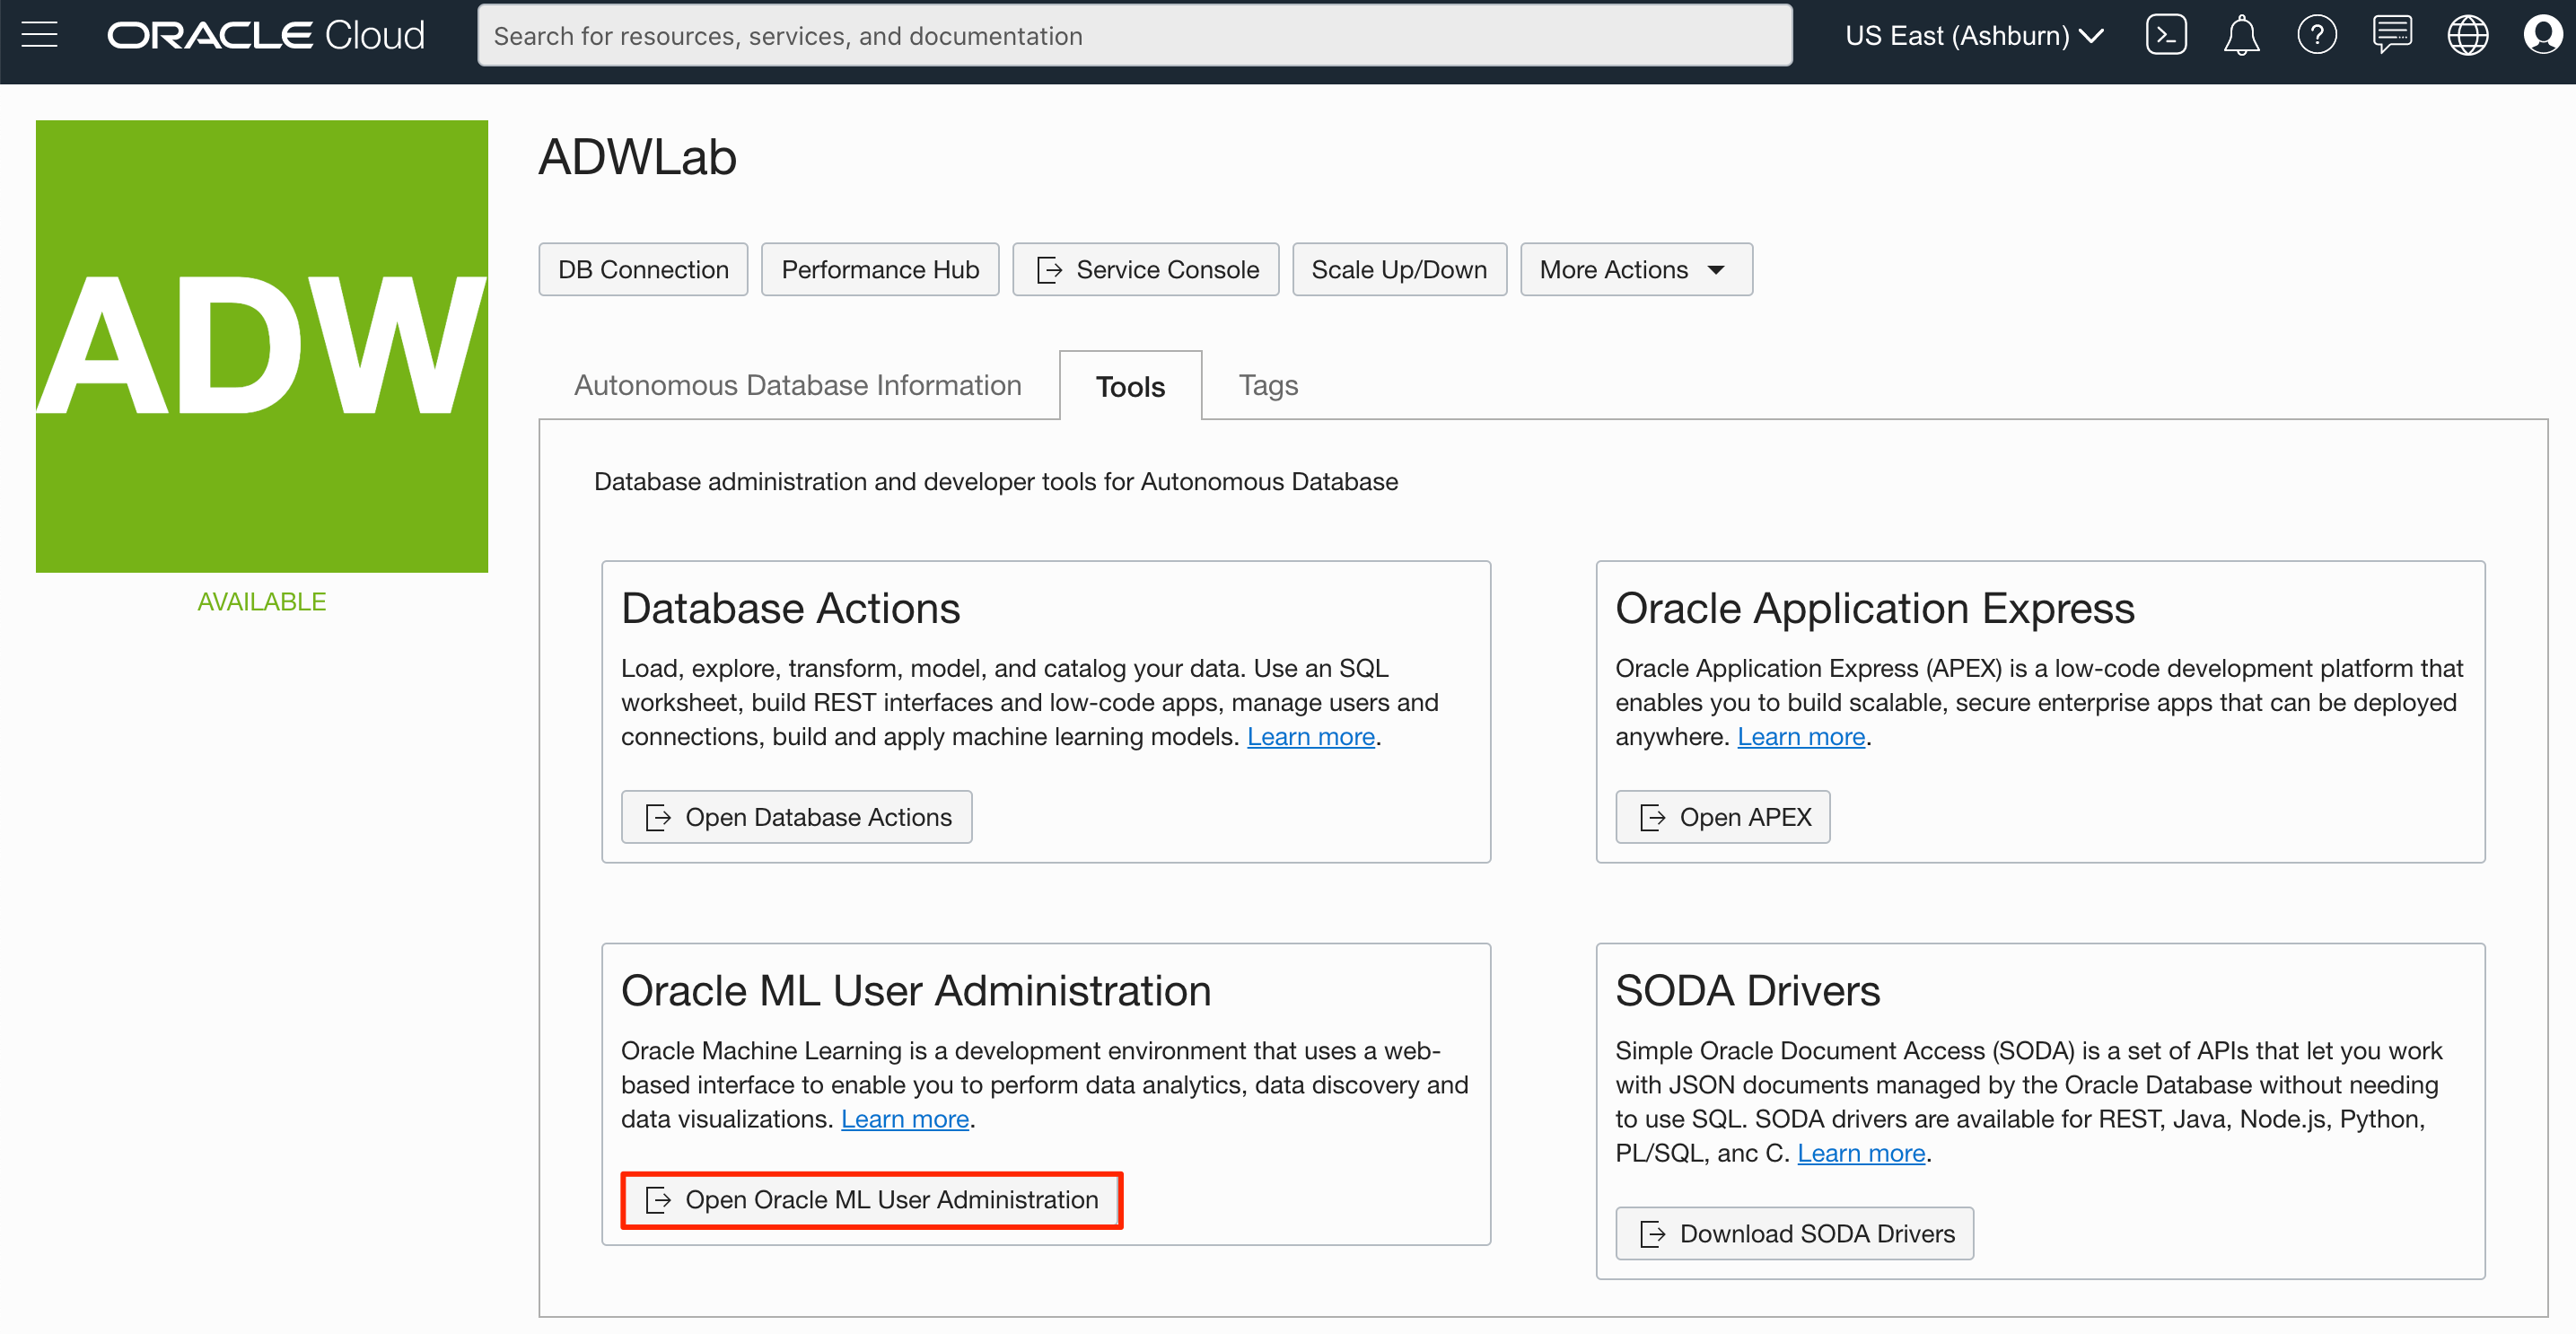 ORACLE Cloud
Search for resources, services, and documentation
US East (Ashburn)
ADW
AVAILABLE
ADWLab
DB Connection
Performance Hub
Service Console
Scale Up/Down
More Actions
Autonomous Database Information
Tools
Tags
Database administration and developer tools for Autonomous Database
Database Actions
Load, explore, transform, model, and catalog your data. Use an SQL
worksheet, build REST interfaces and low-code apps, manage users and
connections, build and apply machine learning models. Learn more.
Open Database Actions
Oracle Application Express
Oracle Application Express (APEX) is a low-code development platform that
enables you to build scalable, secure enterprise apps that can be deployed
anywhere. Learn more.
Open APEX
Oracle ML User Administration
Oracle Machine Learning is a development environment that uses a web-
based interface to enable you to perform data analytics, data discovery and
data visualizations. Learn more.
Open Oracle ML User Administration
SODA Drivers
Simple Oracle Document Access (SODA) is a set of APIs that let you work
with JSON documents managed by the Oracle Database without needing
to use SQL. SODA drivers are available for REST, Java, Node.js, Python,
PL/SQL, anc C. Learn more.
Download SODA Drivers